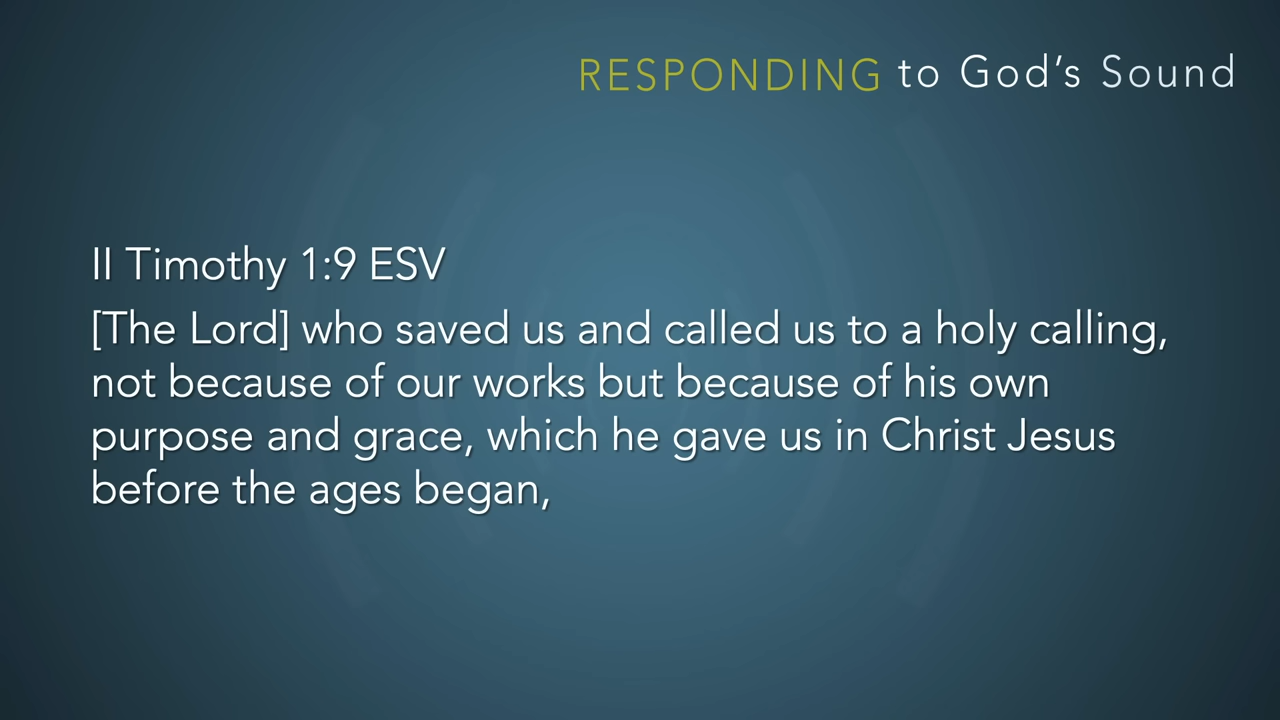 RESPONDING to God’s Sound
II Timothy 1:9 ESV
[The Lord] who saved us and called us to a holy calling,
not because of our works but because of his own
purpose and grace, which he gave us in Christ Jesus
before the ages began,